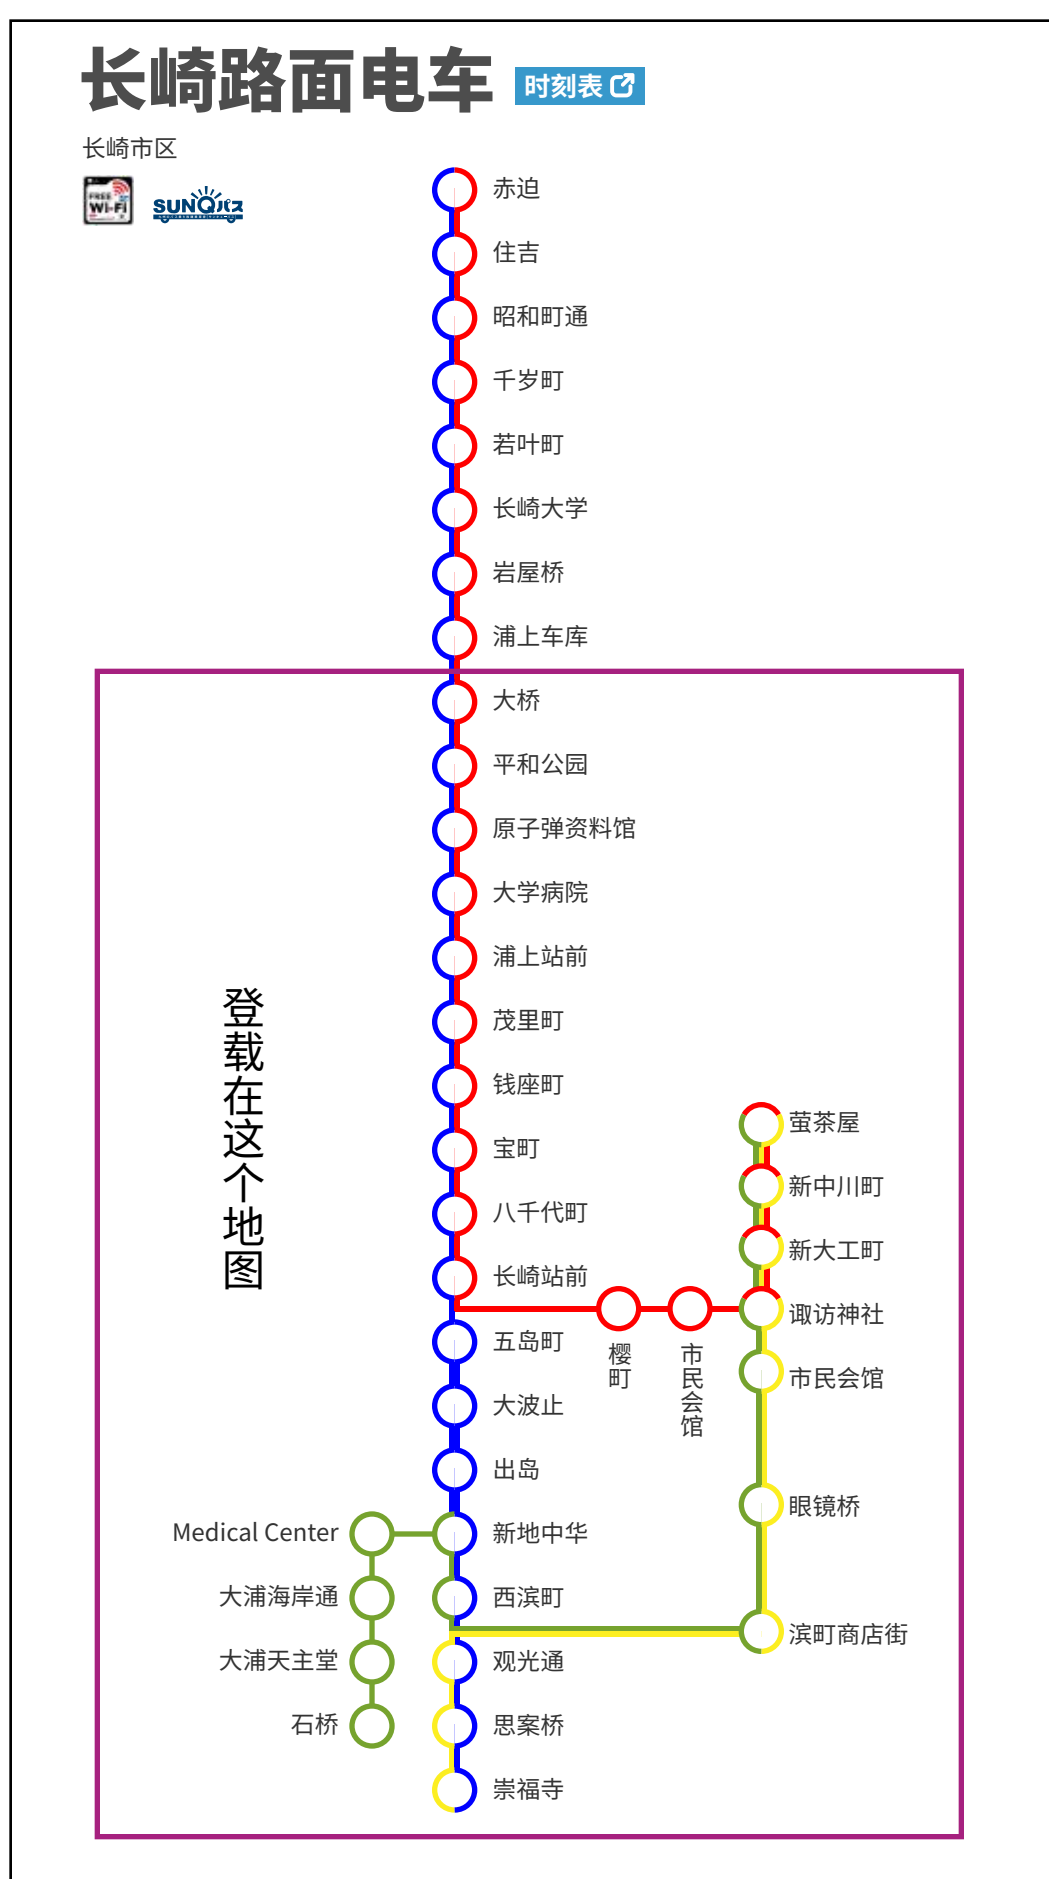 长崎路面电车
时刻表
长崎市区
FREE
Wi-Fi
SUNQパス
赤迫
住吉
昭和町通
千岁町
若叶町
长崎大学
岩屋桥
浦上车库
大桥
平和公园
原子弹资料馆
大学病院
浦上站前
茂里町
钱座町
宝町
八千代町
长崎站前
五岛町
大波止
出岛
新地中华
西滨町
观光通
思案桥
崇福寺
登载在这个地图
樱町
市民会馆
萤茶屋
新中川町
新大工町
诹访神社
市民会馆
眼镜桥
滨町商店街
Medical Center
大浦海岸通
大浦天主堂
石桥